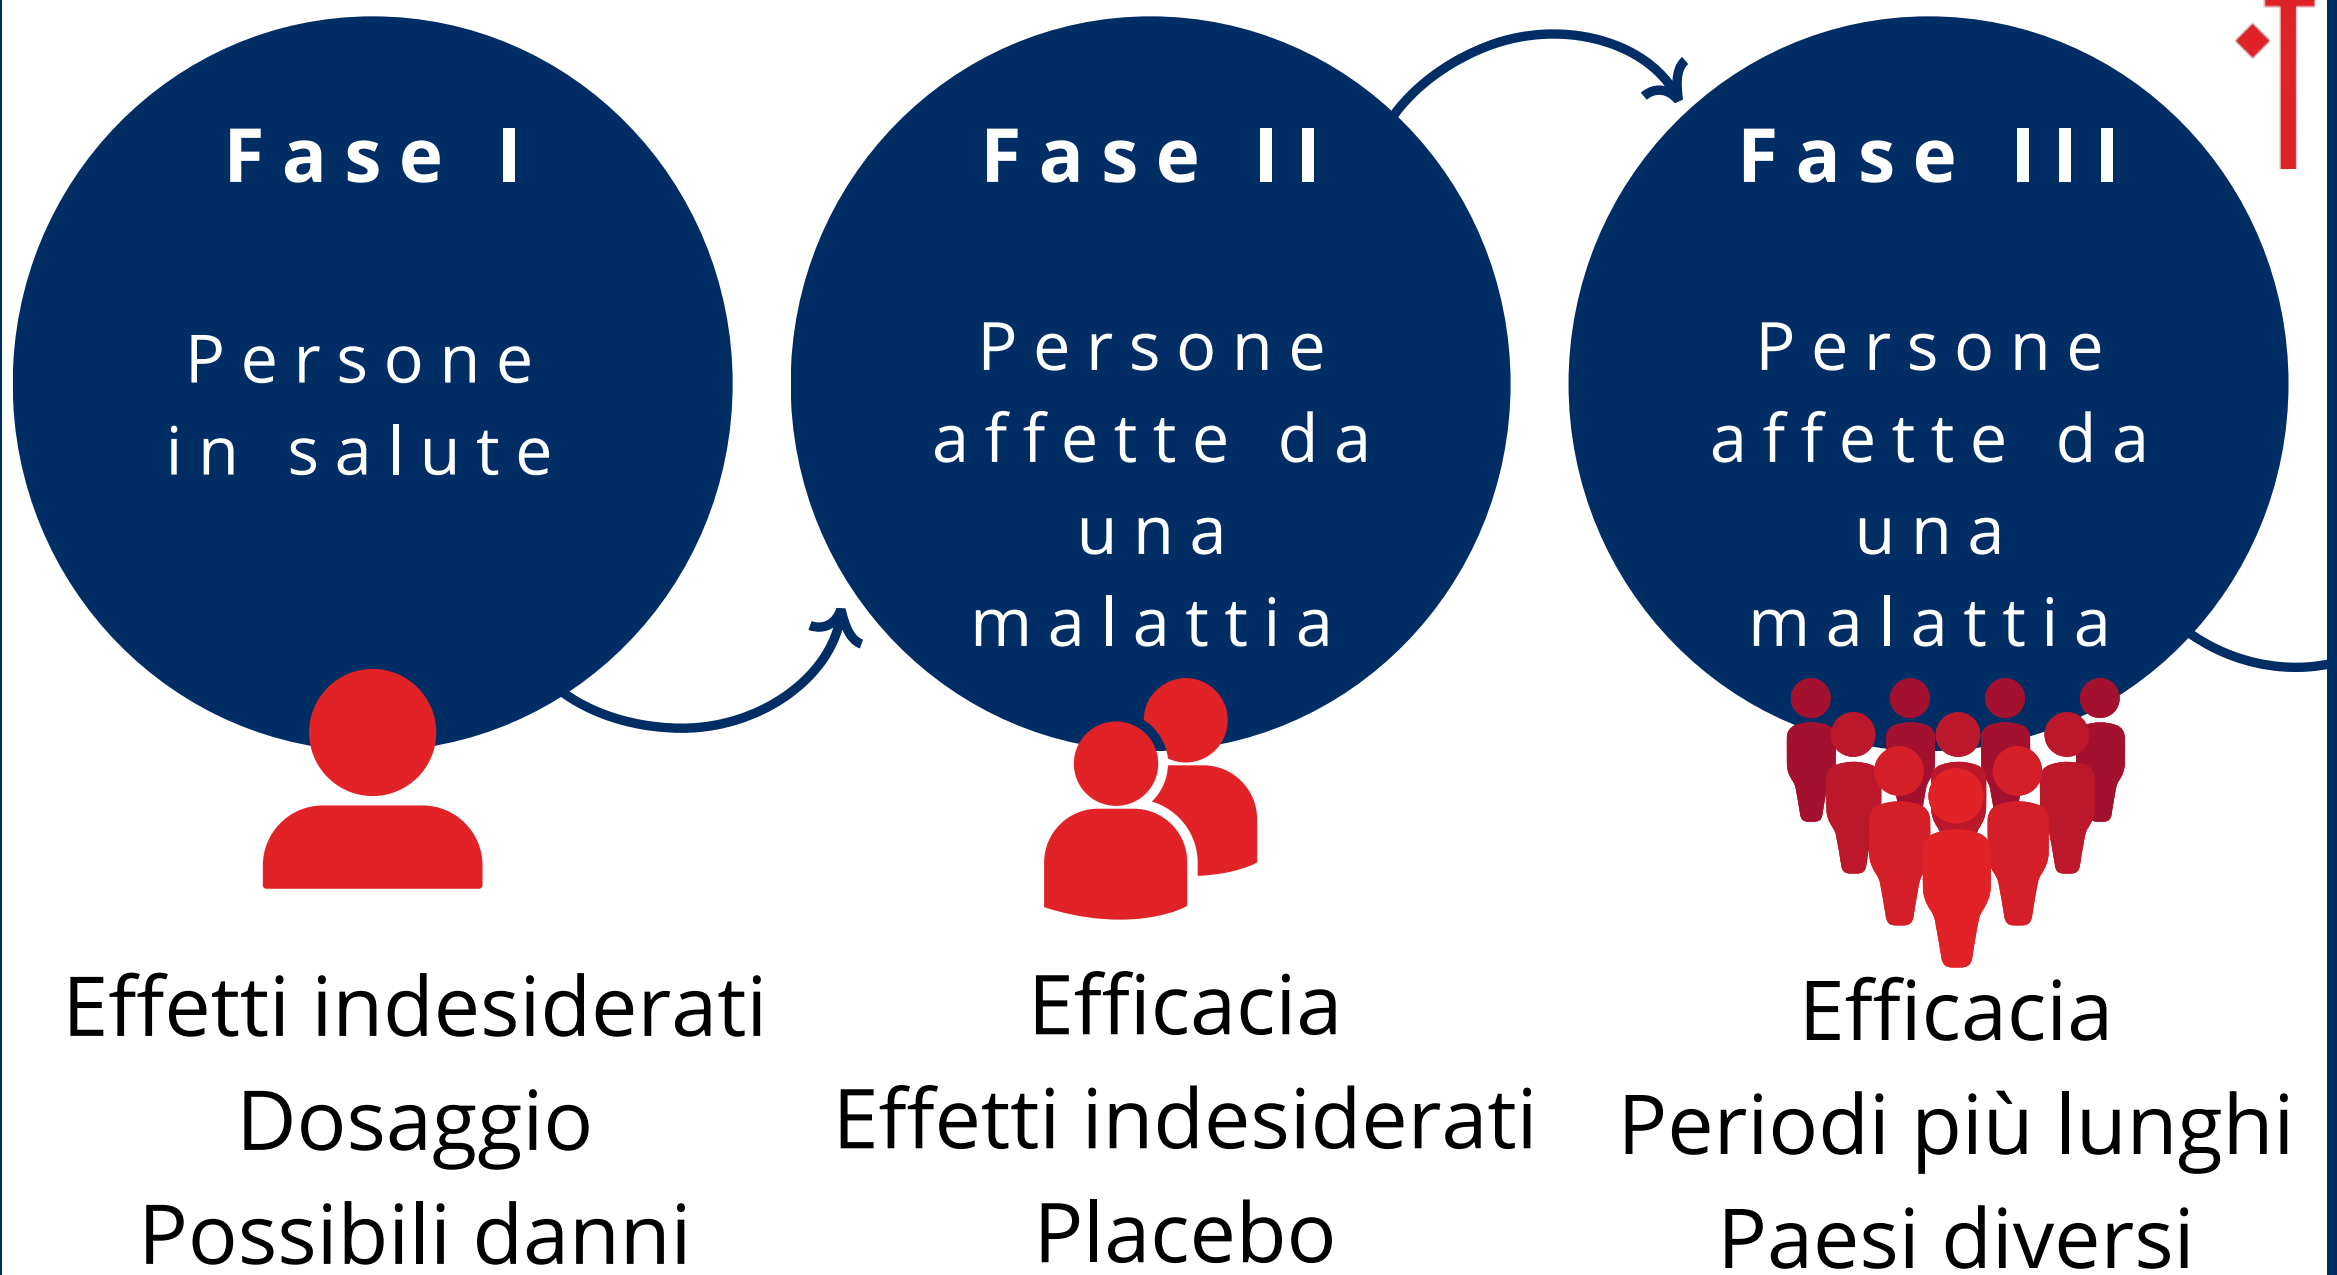 Fase I
Persone
in salute
Effetti indesiderati
Dosaggio
Possibili danni
Fase II
Persone
affette da
una
malattia
Efficacia
Effetti indesiderati
Placebo
Fase III
Persone
affette da
una
malattia
Efficacia
Periodi più lunghi
Paesi diversi